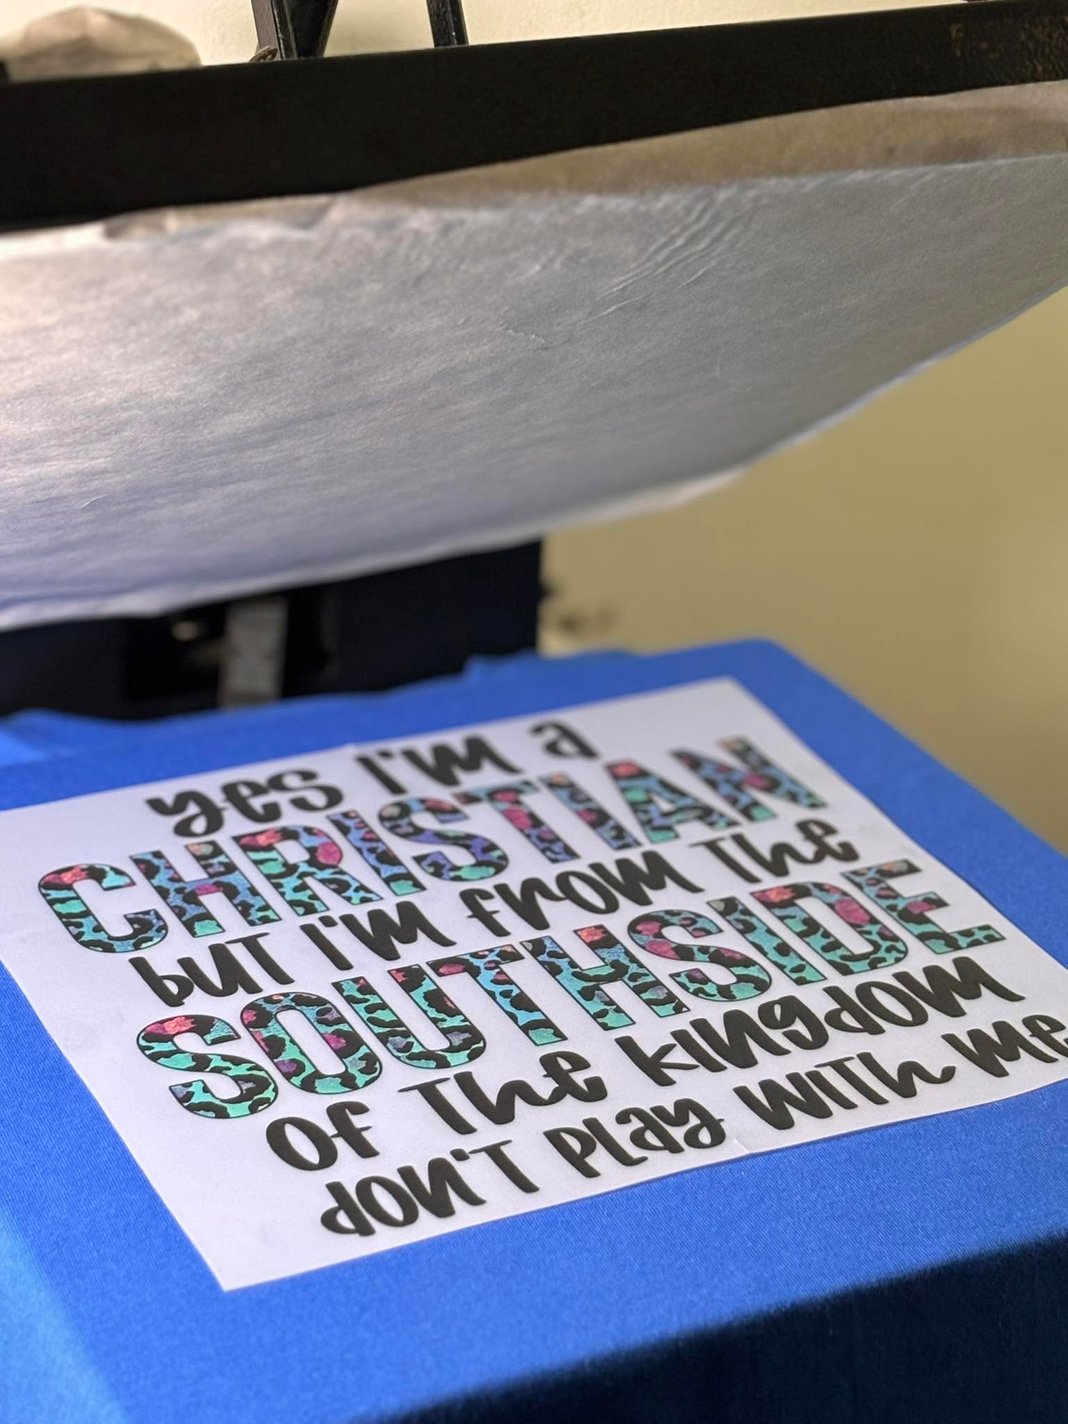 yes I'm a
CHRISTIAN
but I'm from the
SOUTHSIDE
of the kingdom
don't play with me